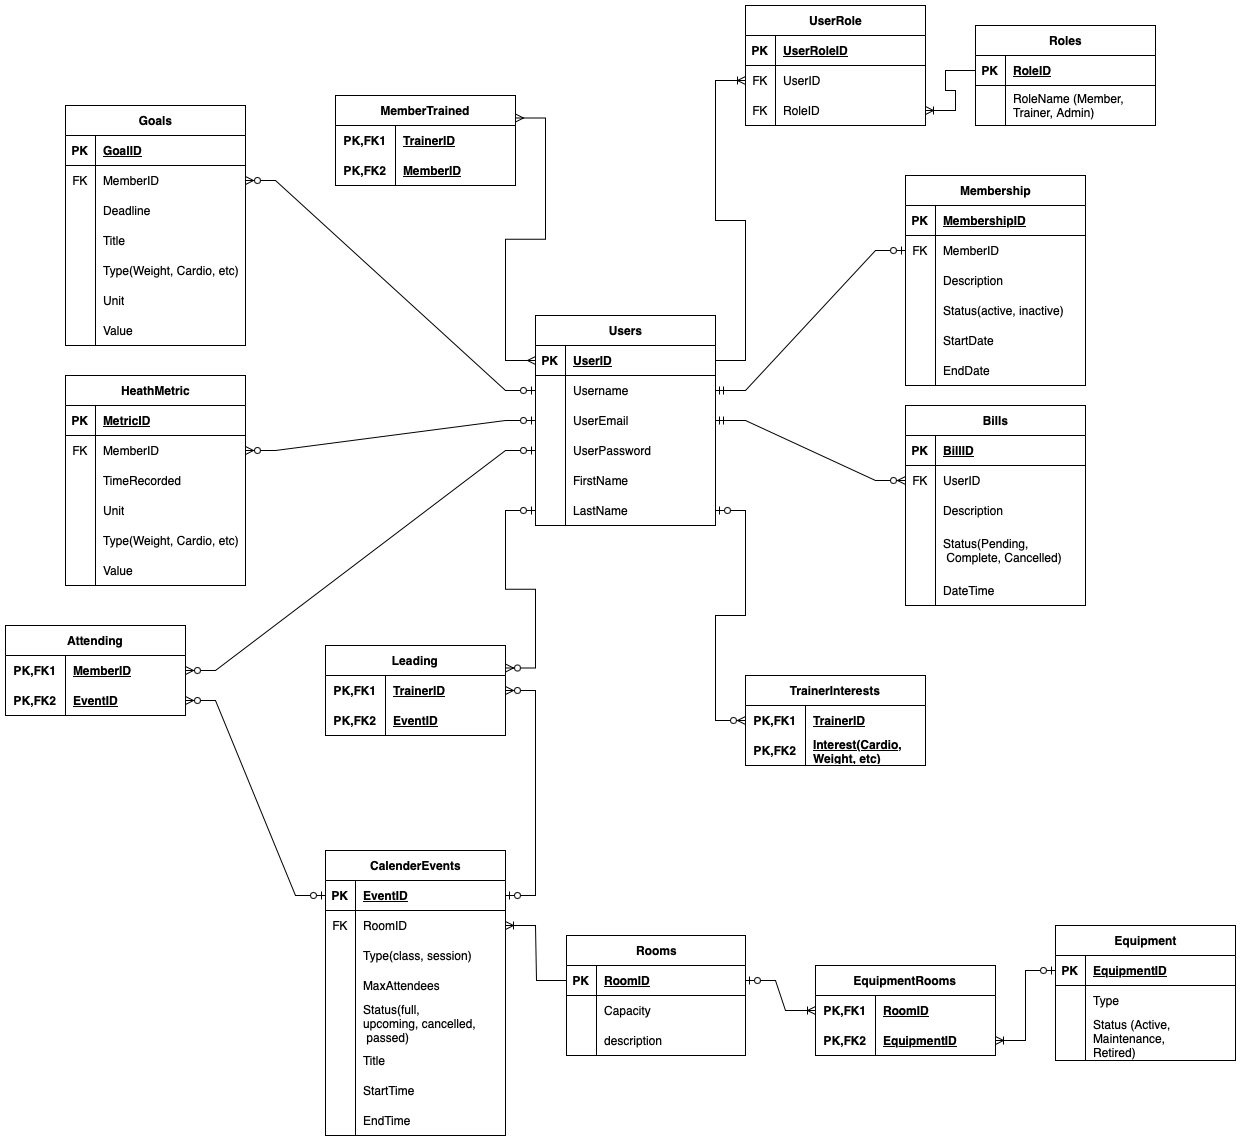 UserRole
PK UserRoleID
FK UserID
FK RoleID
Roles
PK RoleID
RoleName (Member,
Trainer, Admin)
MemberTrained
PK,FK1 TrainerID
PK,FK2 MemberID
Goals
PK GoalID
FK MemberID
Deadline
Title
Type(Weight, Cardio, etc)
Unit
Value
Membership
PK MembershipID
FK MemberID
Description
Status(active, inactive)
StartDate
EndDate
Users
PK UserID
Username
UserEmail
UserPassword
FirstName
LastName
HeathMetric
PK MetricID
FK MemberID
TimeRecorded
Unit
Type(Weight, Cardio, etc)
Value
Bills
PK BillID
FK UserID
Description
Status(Pending,
Complete, Cancelled)
DateTime
Attending
PK,FK1 MemberID
PK,FK2 EventID
Leading
PK,FK1 TrainerID
PK,FK2 EventID
TrainerInterests
PK,FK1 TrainerID
PK,FK2 Interest(Cardio,
Weight, etc)
CalenderEvents
PK EventID
FK RoomID
Type(class, session)
MaxAttendees
Status(full,
upcoming, cancelled,
passed)
Title
StartTime
EndTime
Rooms
PK RoomID
Capacity
description
EquipmentRooms
PK,FK1 RoomID
PK,FK2 EquipmentID
Equipment
PK EquipmentID
Type
Status (Active,
Maintenance,
Retired)